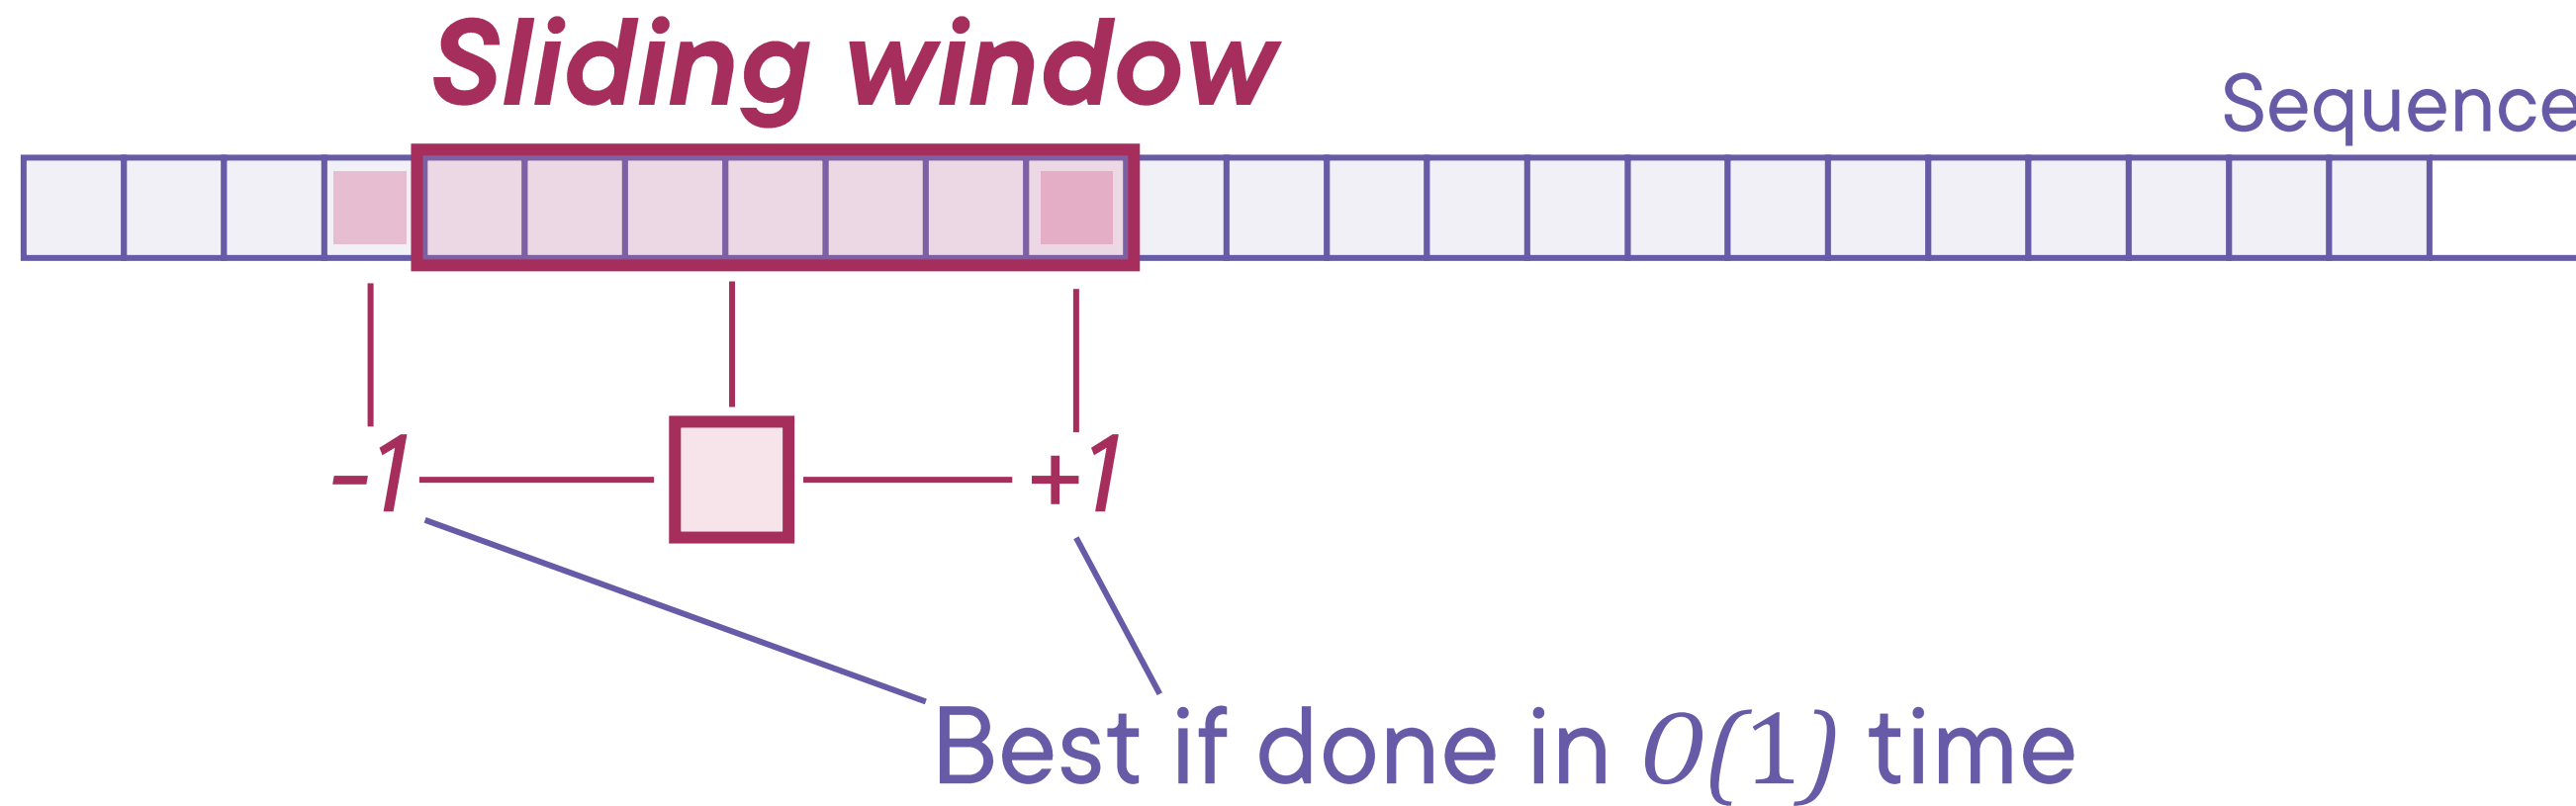 Sliding window
Sequence
-1
+1
Best if done in O(1) time